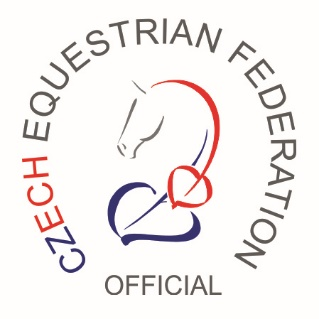 CZECH EQUESTRIAN FEDERATION
OFFICIAL